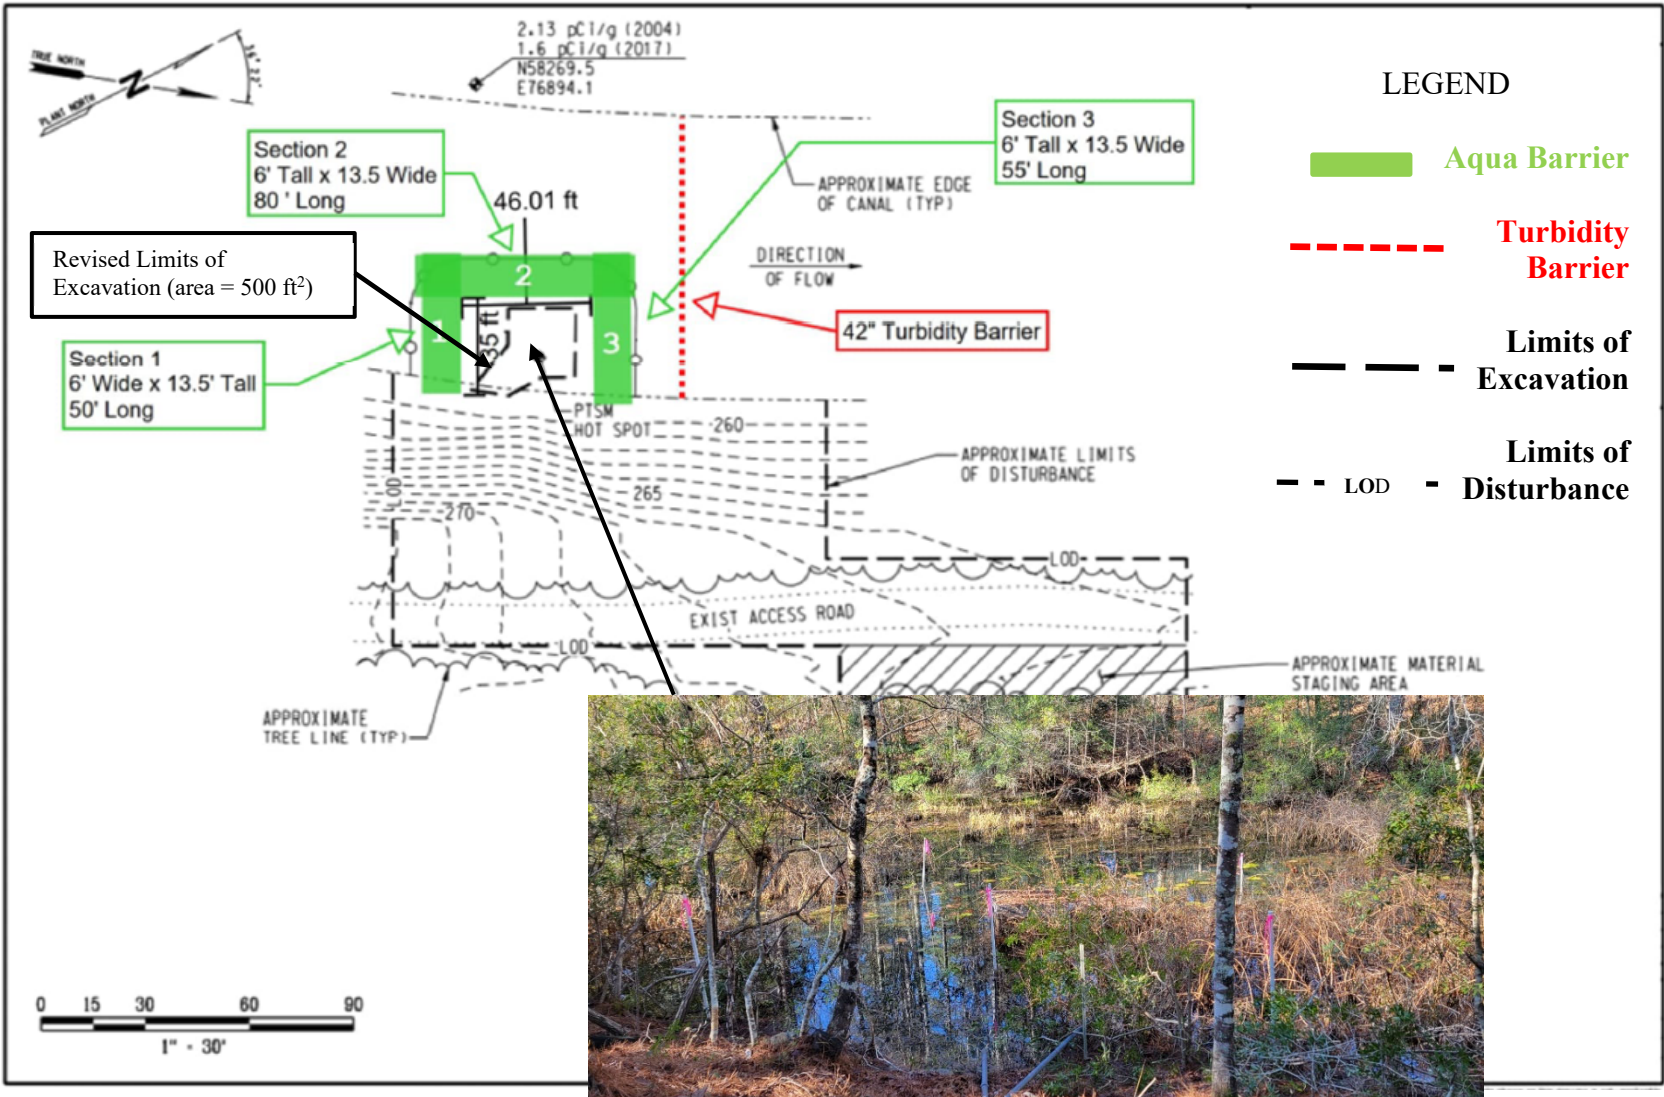 TRUE NORTH
PLANT NORTH
N
36° 22'
2.13 pCi/g (2004)
1.6 pCi/g (2017)
N58269.5
E76894.1
Section 2
6' Tall x 13.5 Wide
80 ' Long
46.01 ft
Section 3
6' Tall x 13.5 Wide
55' Long
APPROXIMATE EDGE
OF CANAL (TYP)
DIRECTION
OF FLOW
Revised Limits of
Excavation (area = 500 ft²)
2
1
35 ft
3
42" Turbidity Barrier
Section 1
6' Wide x 13.5' Tall
50' Long
PTSM
HOT SPOT
260
265
270
LOD
APPROXIMATE LIMITS
OF DISTURBANCE
LOD
EXIST ACCESS ROAD
LOD
APPROXIMATE MATERIAL
STAGING AREA
APPROXIMATE
TREE LINE (TYP)
0 15 30 60 90
1" - 30'
LEGEND
Aqua Barrier
Turbidity
Barrier
Limits of
Excavation
Limits of
LOD Disturbance